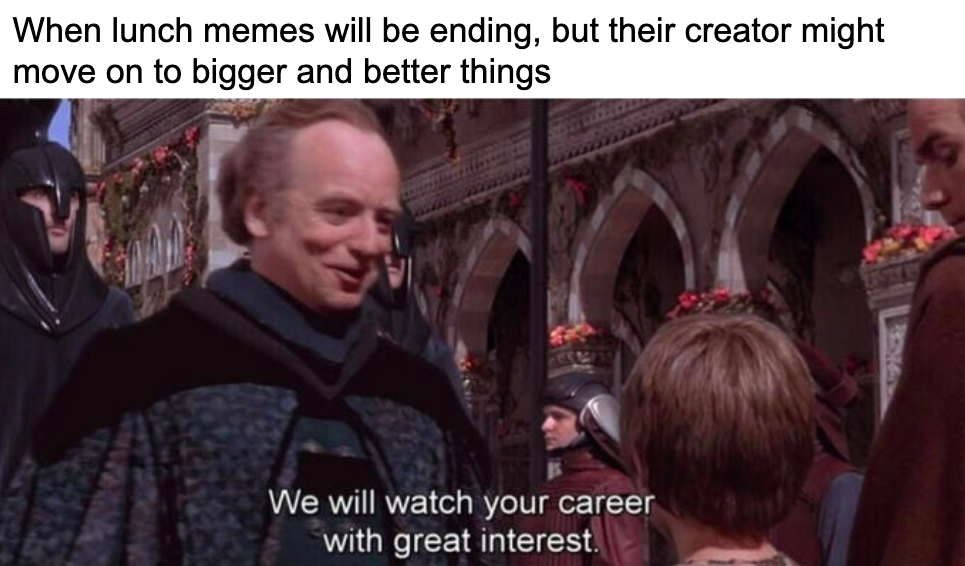 When lunch memes will be ending, but their creator might
move on to bigger and better things
We will watch your career
with great interest.